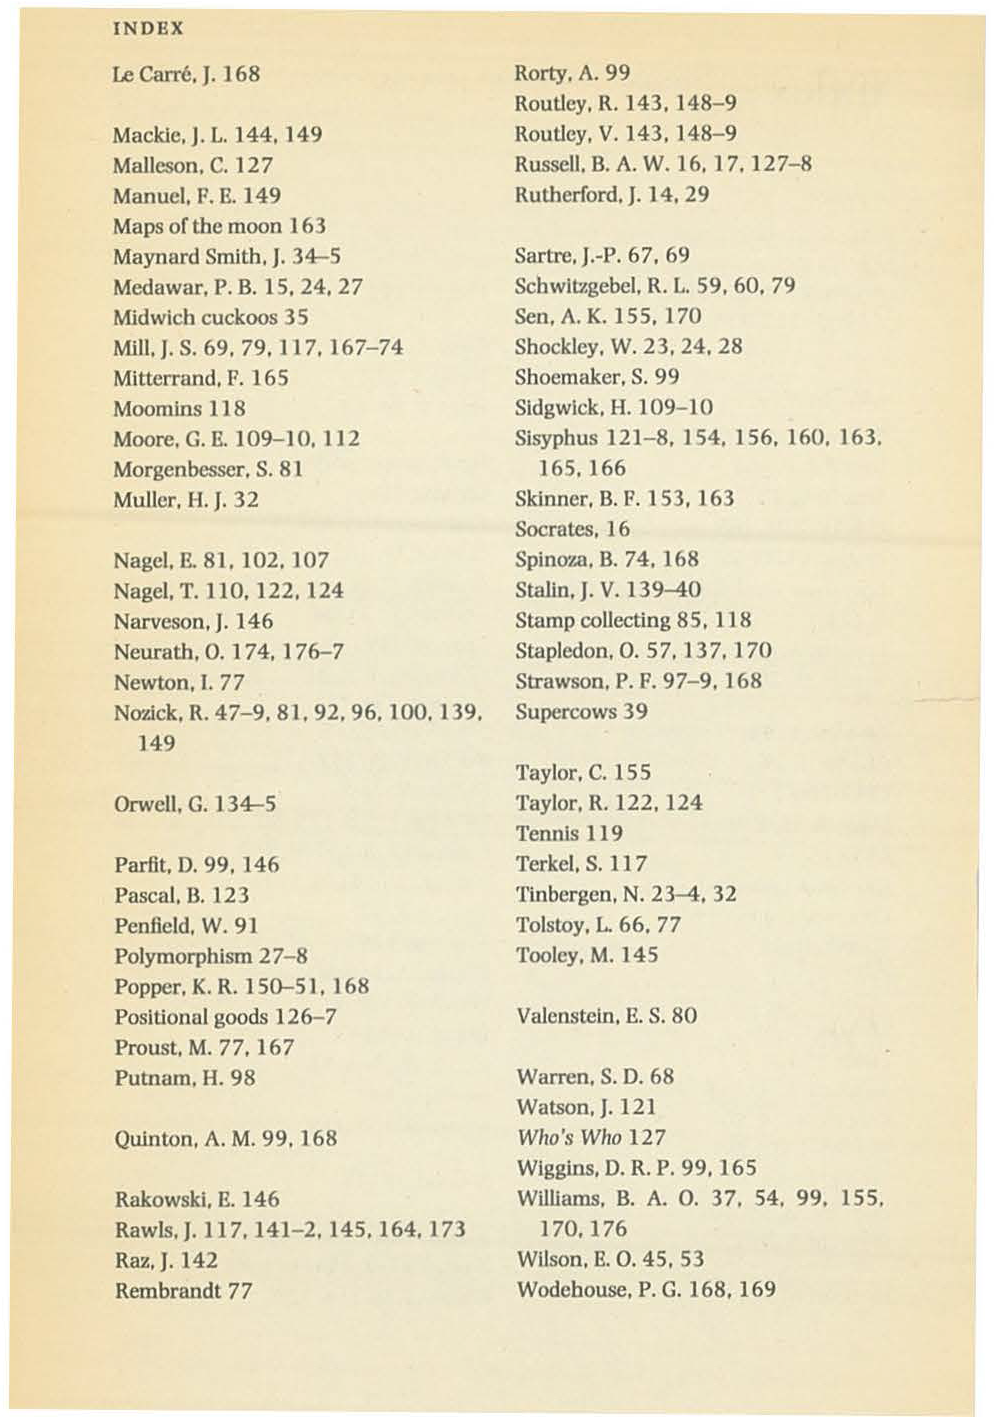 INDEX
Le Carré, J. 168
Mackie, J. L. 144, 149
Malleson, C. 127
Manuel, F. E. 149
Maps of the moon 163
Maynard Smith, J. 34–5
Medawar, P. B. 15, 24, 27
Midwich cuckoos 35
Mill, J. S. 69, 79, 117, 167–74
Mitterrand, F. 165
Moomins 118
Moore, G. E. 109–10, 112
Morgenbesser, S. 81
Muller, H. J. 32
Nagel, E. 81, 102, 107
Nagel, T. 110, 122, 124
Narveson, J. 146
Neurath, O. 174, 176–7
Newton, I. 77
Nozick, R. 47–9, 81, 92, 96, 100, 139,
149
Orwell, G. 134–5
Parfit, D. 99, 146
Pascal, B. 123
Penfield, W. 91
Polymorphism 27–8
Popper, K. R. 150–51, 168
Positional goods 126–7
Proust, M. 77, 167
Putnam, H. 98
Quinton, A. M. 99, 168
Rakowski, E. 146
Rawls, J. 117, 141–2, 145, 164, 173
Raz, J. 142
Rembrandt 77
Rorty, A. 99
Routley, R. 143, 148–9
Routley, V. 143, 148–9
Russell, B. A. W. 16, 17, 127–8
Rutherford, J. 14, 29
Sartre, J.-P. 67, 69
Schwitzgebel, R. L. 59, 60, 79
Sen, A. K. 155, 170
Shockley, W. 23, 24, 28
Shoemaker, S. 99
Sidgwick, H. 109–10
Sisyphus 121–8, 154, 156, 160, 163,
165, 166
Skinner, B. F. 153, 163
Socrates, 16
Spinoza, B. 74, 168
Stalin, J. V. 139–40
Stamp collecting 85, 118
Stapledon, O. 57, 137, 170
Strawson, P. F. 97–9, 168
Supercows 39
Taylor, C. 155
Taylor, R. 122, 124
Tennis 119
Terkel, S. 117
Tinbergen, N. 23–4, 32
Tolstoy, L. 66, 77
Tooley, M. 145
Valenstein, E. S. 80
Warren, S. D. 68
Watson, J. 121
Who's Who 127
Wiggins, D. R. P. 99, 165
Williams, B. A. O. 37, 54, 99, 155,
170, 176
Wilson, E. O. 45, 53
Wodehouse, P. G. 168, 169